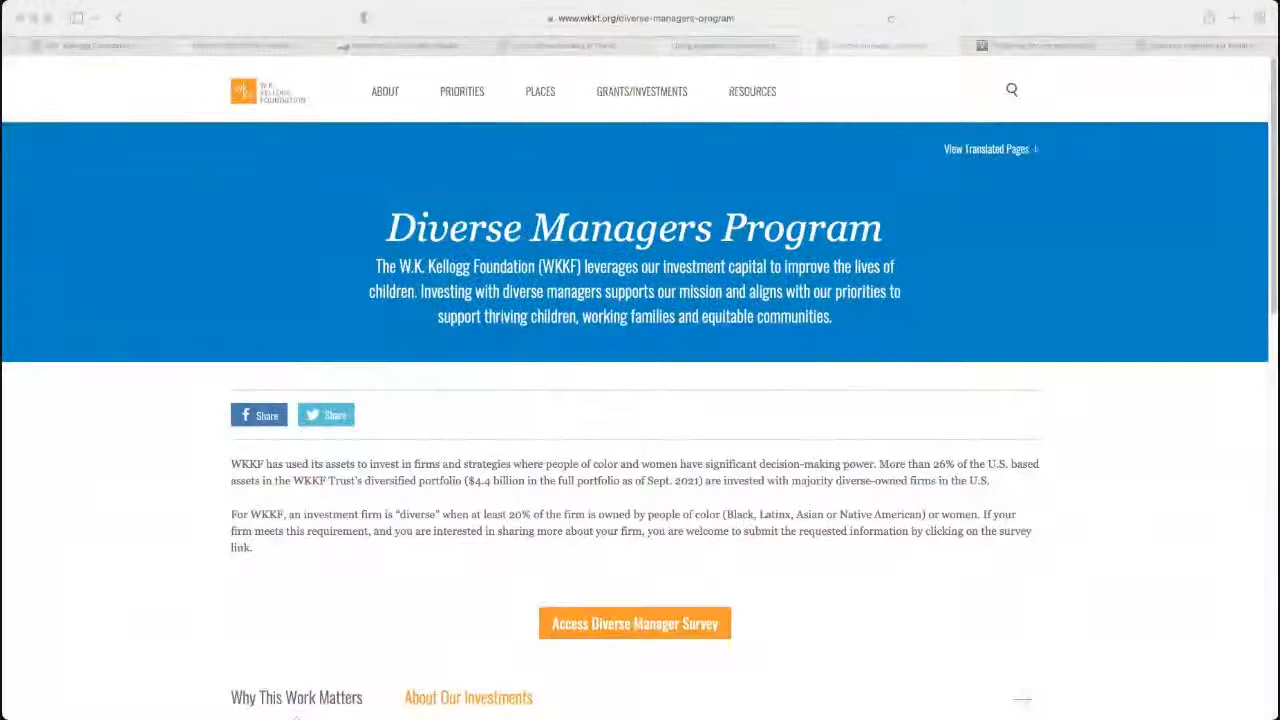 www.wkkf.org/diverse-managers-program
W.K.
KELLOGG
FOUNDATION
ABOUT
PRIORITIES
PLACES
GRANTS/INVESTMENTS
RESOURCES
View Translated Pages
Diverse Managers Program
The W.K. Kellogg Foundation (WKKF) leverages our investment capital to improve the lives of
children. Investing with diverse managers supports our mission and aligns with our priorities to
support thriving children, working families and equitable communities.
Share
Share
WKKF has used its assets to invest in firms and strategies where people of color and women have significant decision-making power. More than 26% of the U.S. based
assets in the WKKF Trust's diversified portfolio ($4.4 billion in the full portfolio as of Sept. 2021) are invested with majority diverse-owned firms in the U.S.
For WKKF, an investment firm is “diverse” when at least 20% of the firm is owned by people of color (Black, Latinx, Asian or Native American) or women. If your
firm meets this requirement, and you are interested in sharing more about your firm, you are welcome to submit the requested information by clicking on the survey
link.
Access Diverse Manager Survey
Why This Work Matters
About Our Investments